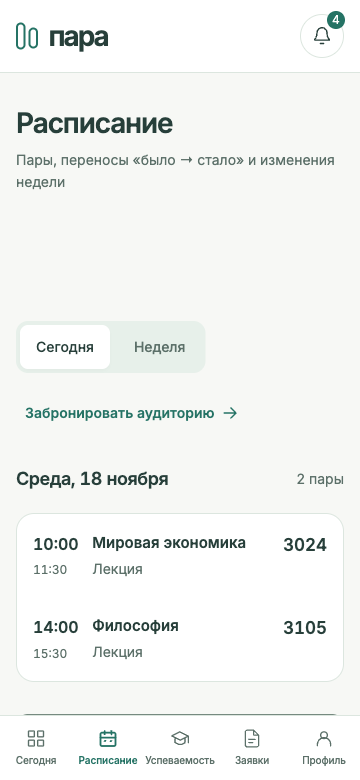 пара
4
Расписание
Пары, переносы «было → стало» и изменения
недели
Сегодня
Неделя
Забронировать аудиторию →
Среда, 18 ноября
2 пары
10:00 Мировая экономика 3024
11:30 Лекция
14:00 Философия 3105
15:30 Лекция
Сегодня Расписание Успеваемость Заявки Профиль